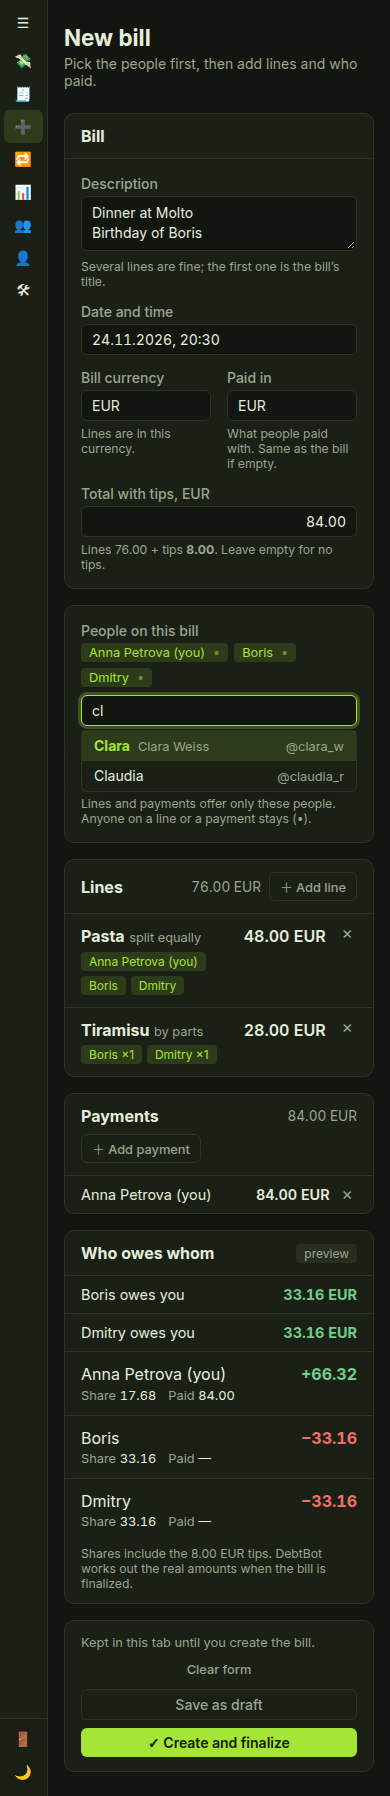 New bill
Pick the people first, then add lines and who
paid.
Bill
Description
Dinner at Molto
Birthday of Boris
Several lines are fine; the first one is the bill's
title.
Date and time
24.11.2026, 20:30
Bill currency Paid in
EUR EUR
Lines are in this
currency.
What people paid
with. Same as the bill
if empty.
Total with tips, EUR
84.00
Lines 76.00 + tips 8.00. Leave empty for no
tips.
People on this bill
Anna Petrova (you) • Boris •
Dmitry •
cl
Clara Clara Weiss @clara_w
Claudia @claudia_r
Lines and payments offer only these people.
Anyone on a line or a payment stays (•).
Lines 76.00 EUR + Add line
Pasta split equally 48.00 EUR ×
Anna Petrova (you)
Boris Dmitry
Tiramisu by parts 28.00 EUR ×
Boris ×1 Dmitry ×1
Payments 84.00 EUR
+ Add payment
Anna Petrova (you) 84.00 EUR ×
Who owes whom preview
Boris owes you 33.16 EUR
Dmitry owes you 33.16 EUR
Anna Petrova (you) +66.32
Share 17.68 Paid 84.00
Boris −33.16
Share 33.16 Paid —
Dmitry −33.16
Share 33.16 Paid —
Shares include the 8.00 EUR tips. DebtBot
works out the real amounts when the bill is
finalized.
Kept in this tab until you create the bill.
Clear form
Save as draft
✓ Create and finalize